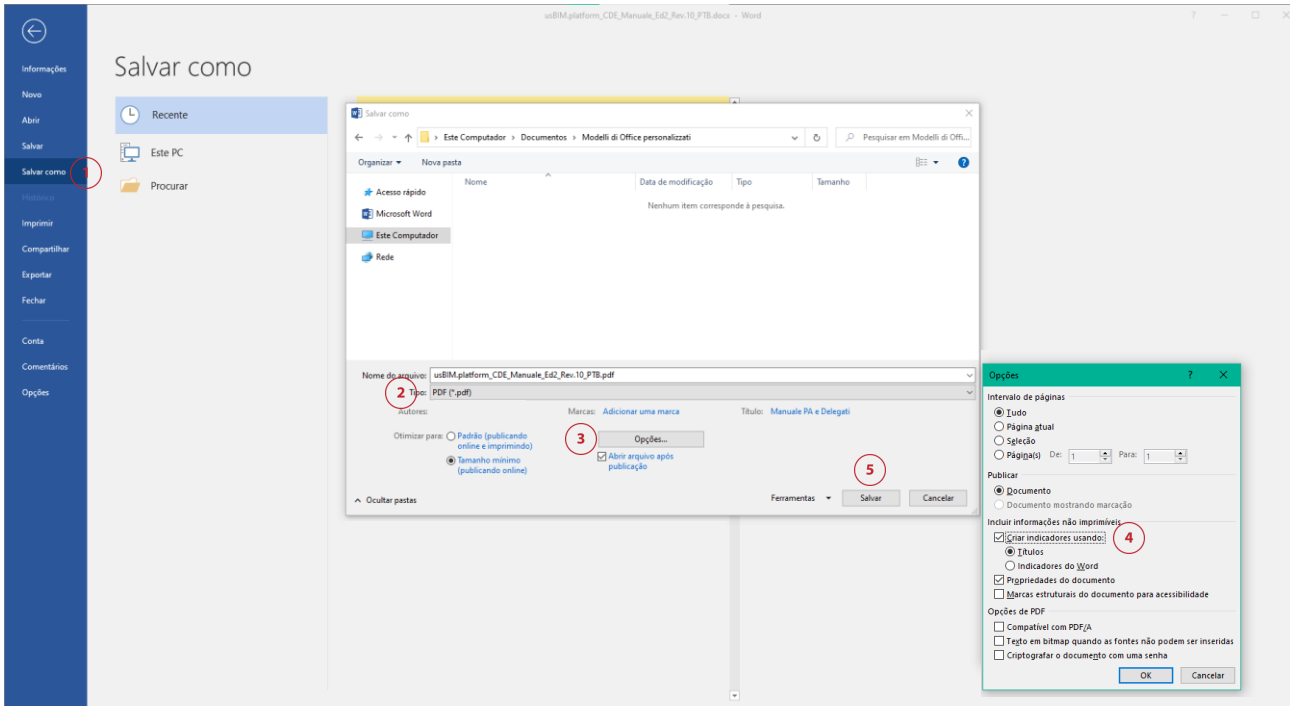 usBIM.platform_CDE_Manuale_Ed2_Rev.10_PTB.docx - Word
?
Informações
Novo
Abrir
Salvar
Salvar como
1
Histórico
Imprimir
Compartilhar
Exportar
Fechar
Conta
Comentários
Opções
Salvar como
Recente
Este PC
Procurar
Salvar como
Este Computador > Documentos > Modelli di Office personalizzati
Pesquisar em Modelli di Offi...
Organizar
Nova pasta
?
Acesso rápido
Microsoft Word
Este Computador
Rede
Nome Data de modificação Tipo Tamanho
Nenhum item corresponde à pesquisa.
Nome do arquivo: usBIM.platform_CDE_Manuale_Ed2_Rev.10_PTB.pdf
2 Tipo: PDF (*.pdf)
Autores: Marcas: Adicionar uma marca Título: Manuale PA e Delegati
Otimizar para: Padrão (publicando
online e imprimindo)
Tamanho mínimo
(publicando online)
3 Opções...
Abrir arquivo após
publicação
5
Ocultar pastas
Ferramentas Salvar Cancelar
Opções ? X
Intervalo de páginas
Tudo
Página atual
Seleção
Página(s) De: 1 Para: 1
Publicar
Documento
Documento mostrando marcação
Incluir informações não imprimíveis
Criar indicadores usando: 4
Títulos
Indicadores do Word
Propriedades do documento
Marcas estruturais do documento para acessibilidade
Opções de PDF
Compatível com PDF/A
Texto em bitmap quando as fontes não podem ser inseridas
Criptografar o documento com uma senha
OK Cancelar